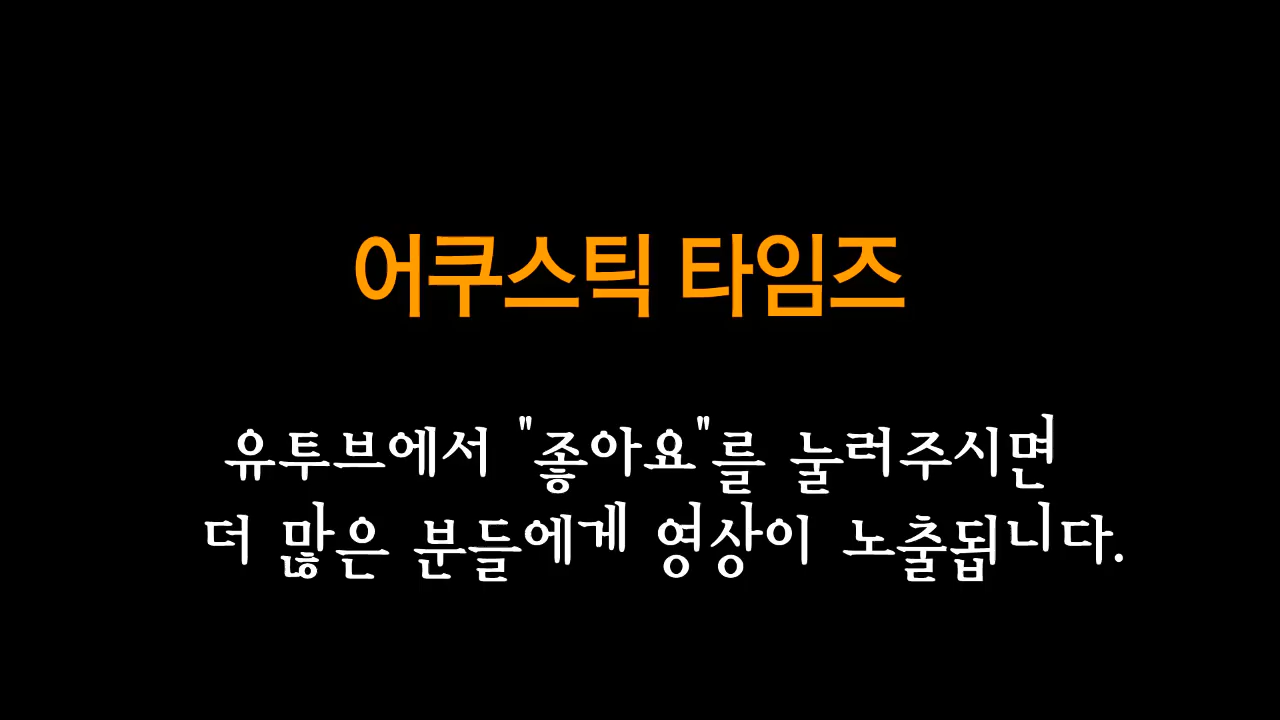 어쿠스틱 타임즈
유투브에서 "좋아요"를 눌러주시면
더 많은 분들에게 영상이 노출됩니다.